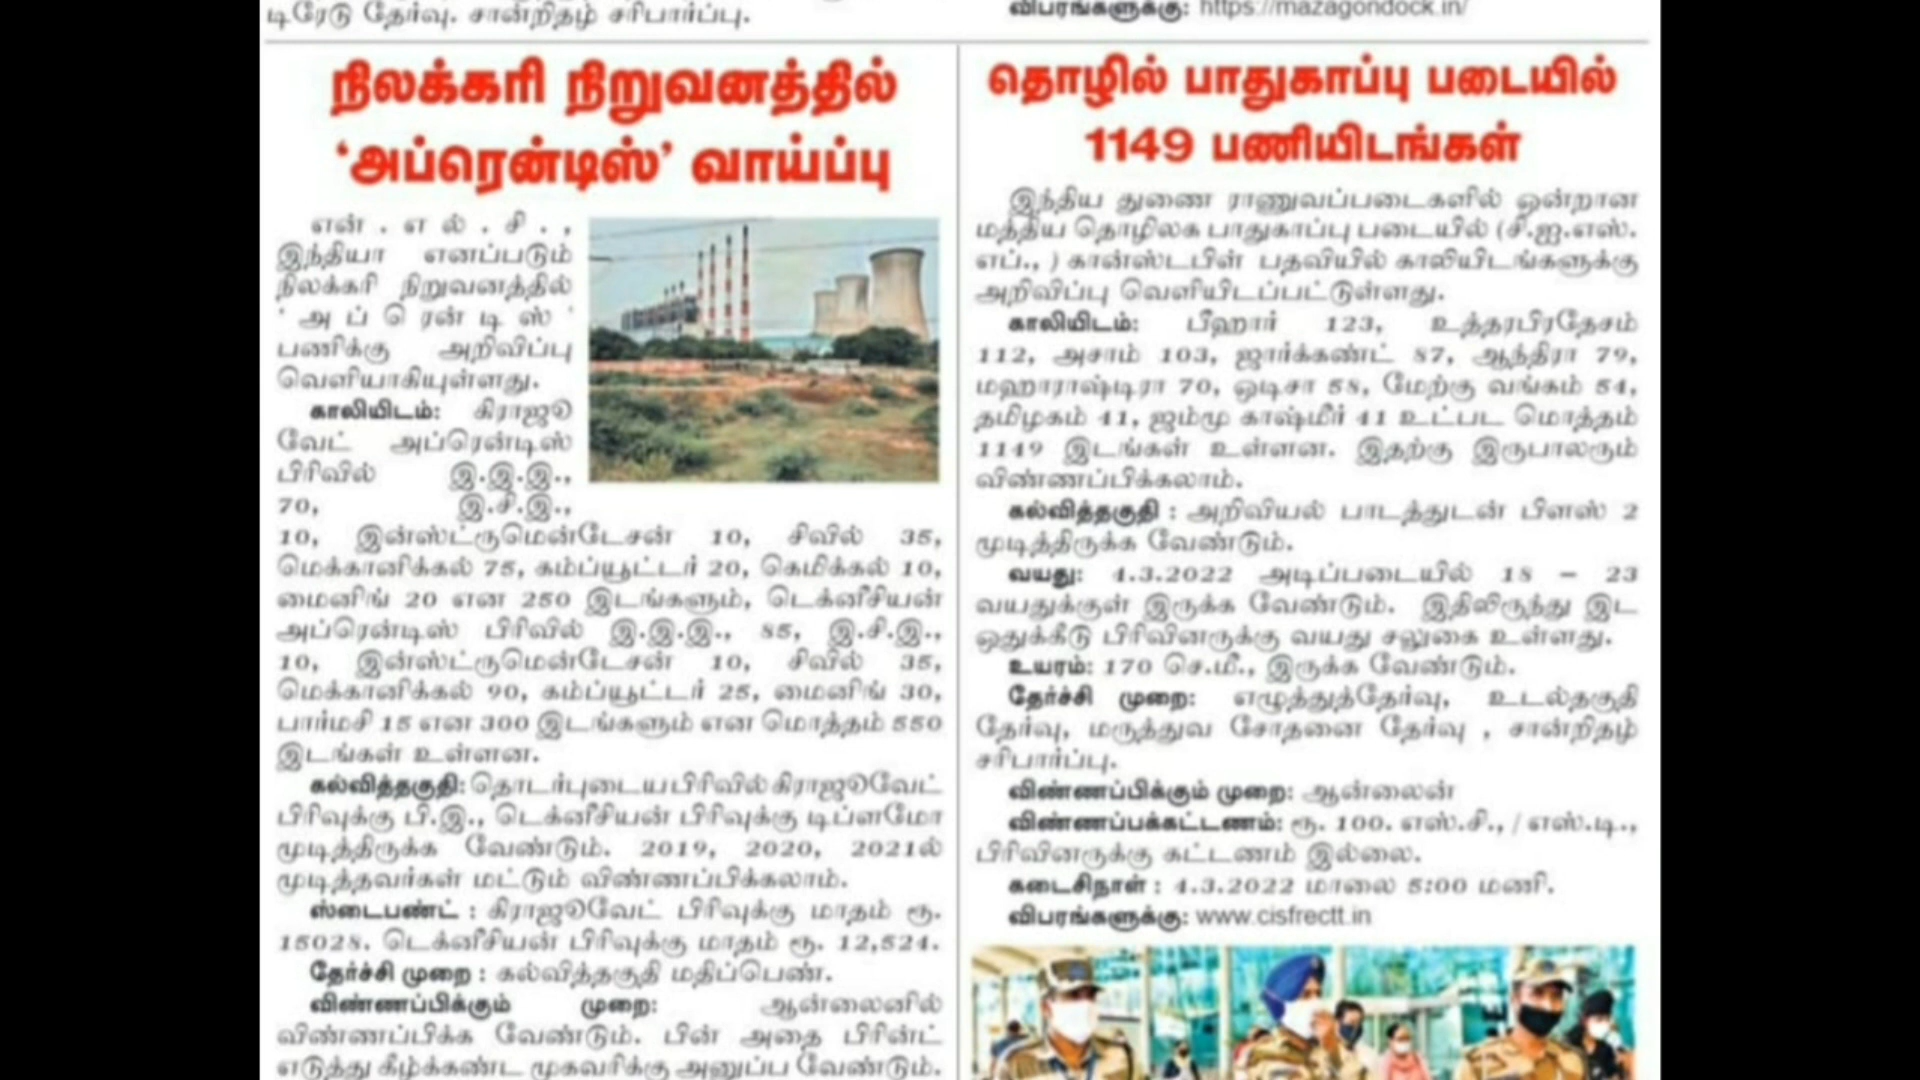 டிரேடு தேர்வு. சான்றிதழ் சரிபார்ப்பு.
விபரங்களுக்கு: https://mazagondock.in/
நிலக்கரி நிறுவனத்தில்
‘அப்ரென்டிஸ்’ வாய்ப்பு
என் . எ ல் . சி . ,
இந்தியா எனப்படும்
நிலக்கரி நிறுவனத்தில்
' அ ப் ரெ ன் டி ஸ் '
பணிக்கு அறிவிப்பு
வெளியாகியுள்ளது.
காலியிடம்: கிராஜூ
வேட் அப்ரென்டிஸ்
பிரிவில் இ.இ.இ.,
70, இ.சி.இ.,
10, இன்ஸ்ட்ருமென்டேசன் 10, சிவில் 35,
மெக்கானிக்கல் 75, கம்ப்யூட்டர் 20, கெமிக்கல் 10,
மைனிங் 20 என 250 இடங்களும், டெக்னீசியன்
அப்ரென்டிஸ் பிரிவில் இ.இ.இ., 85, இ.சி.இ.,
10, இன்ஸ்ட்ருமென்டேசன் 10, சிவில் 35,
மெக்கானிக்கல் 90, கம்ப்யூட்டர் 25, மைனிங் 30,
பார்மசி 15 என 300 இடங்களும் என மொத்தம் 550
இடங்கள் உள்ளன.
கல்வித்தகுதி: தொடர்புடைய பிரிவில் கிராஜூவேட்
பிரிவுக்கு பி.இ., டெக்னீசியன் பிரிவுக்கு டிப்ளமோ
முடித்திருக்க வேண்டும். 2019, 2020, 2021ல்
முடித்தவர்கள் மட்டும் விண்ணப்பிக்கலாம்.
ஸ்டைபண்ட் : கிராஜூவேட் பிரிவுக்கு மாதம் ரூ.
15028. டெக்னீசியன் பிரிவுக்கு மாதம் ரூ. 12,524.
தேர்ச்சி முறை : கல்வித்தகுதி மதிப்பெண்.
விண்ணப்பிக்கும் முறை: ஆன்லைனில்
விண்ணப்பிக்க வேண்டும். பின் அதை பிரின்ட்
எடுத்து கீழ்க்கண்ட முகவரிக்கு அனுப்ப வேண்டும்.
தொழில் பாதுகாப்பு படையில்
1149 பணியிடங்கள்
இந்திய துணை ராணுவப்படைகளில் ஒன்றான
மத்திய தொழிலக பாதுகாப்பு படையில் (சி.ஐ.எஸ்.
எப்., ) கான்ஸ்டபிள் பதவியில் காலியிடங்களுக்கு
அறிவிப்பு வெளியிடப்பட்டுள்ளது.
காலியிடம்: பீஹார் 123, உத்தரபிரதேசம்
112, அசாம் 103, ஜார்க்கண்ட் 87, ஆந்திரா 79,
மஹாராஷ்டிரா 70, ஒடிசா 58, மேற்கு வங்கம் 54,
தமிழகம் 41, ஜம்மு காஷ்மீர் 41 உட்பட மொத்தம்
1149 இடங்கள் உள்ளன. இதற்கு இருபாலரும்
விண்ணப்பிக்கலாம்.
கல்வித்தகுதி : அறிவியல் பாடத்துடன் பிளஸ் 2
முடித்திருக்க வேண்டும்.
வயது: 4.3.2022 அடிப்படையில் 18 – 23
வயதுக்குள் இருக்க வேண்டும். இதிலிருந்து இட
ஒதுக்கீடு பிரிவினருக்கு வயது சலுகை உள்ளது.
உயரம்: 170 செ.மீ., இருக்க வேண்டும்.
தேர்ச்சி முறை: எழுத்துத்தேர்வு, உடல்தகுதி
தேர்வு, மருத்துவ சோதனை தேர்வு , சான்றிதழ்
சரிபார்ப்பு.
விண்ணப்பிக்கும் முறை: ஆன்லைன்
விண்ணப்பக்கட்டணம்: ரூ. 100. எஸ்.சி., / எஸ்.டி.,
பிரிவினருக்கு கட்டணம் இல்லை.
கடைசிநாள் : 4.3.2022 மாலை 5:00 மணி.
விபரங்களுக்கு: www.cisfrectt.in